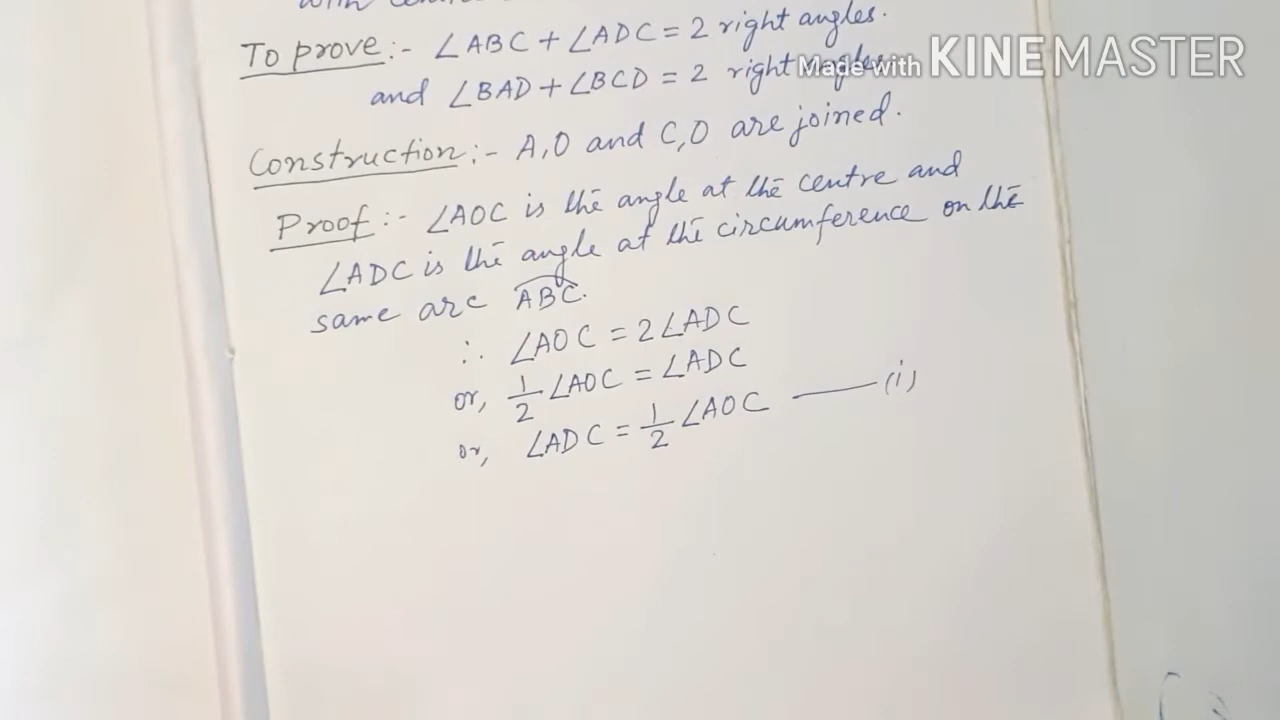 with
To prove:- ∠ABC + ∠ADC = 2 right angles.
and ∠BAD + ∠BCD = 2 right angles.
Made with KINEMASTER
Construction:- A,O and C,O are joined.
Proof:- ∠AOC is the angle at the centre and
∠ADC is the angle at the circumference on the
same arc ABC.
∴ ∠AOC = 2∠ADC
or, 1/2 ∠AOC = ∠ADC
or, ∠ADC = 1/2 ∠AOC —— (i)